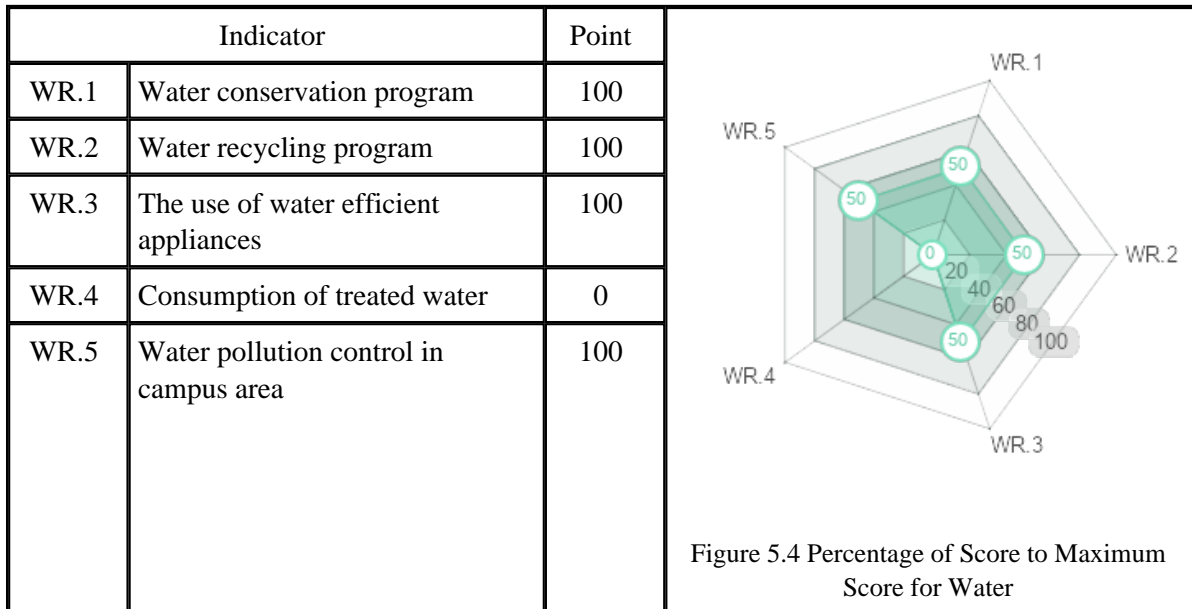 Indicator Point
WR.1 Water conservation program 100
WR.2 Water recycling program 100
WR.3 The use of water efficient 100
appliances
WR.4 Consumption of treated water 0
WR.5 Water pollution control in 100
campus area
WR.1
WR.5
50
50
0
50
WR.2
20
40
60
80
100
50
WR.4
WR.3
Figure 5.4 Percentage of Score to Maximum
Score for Water